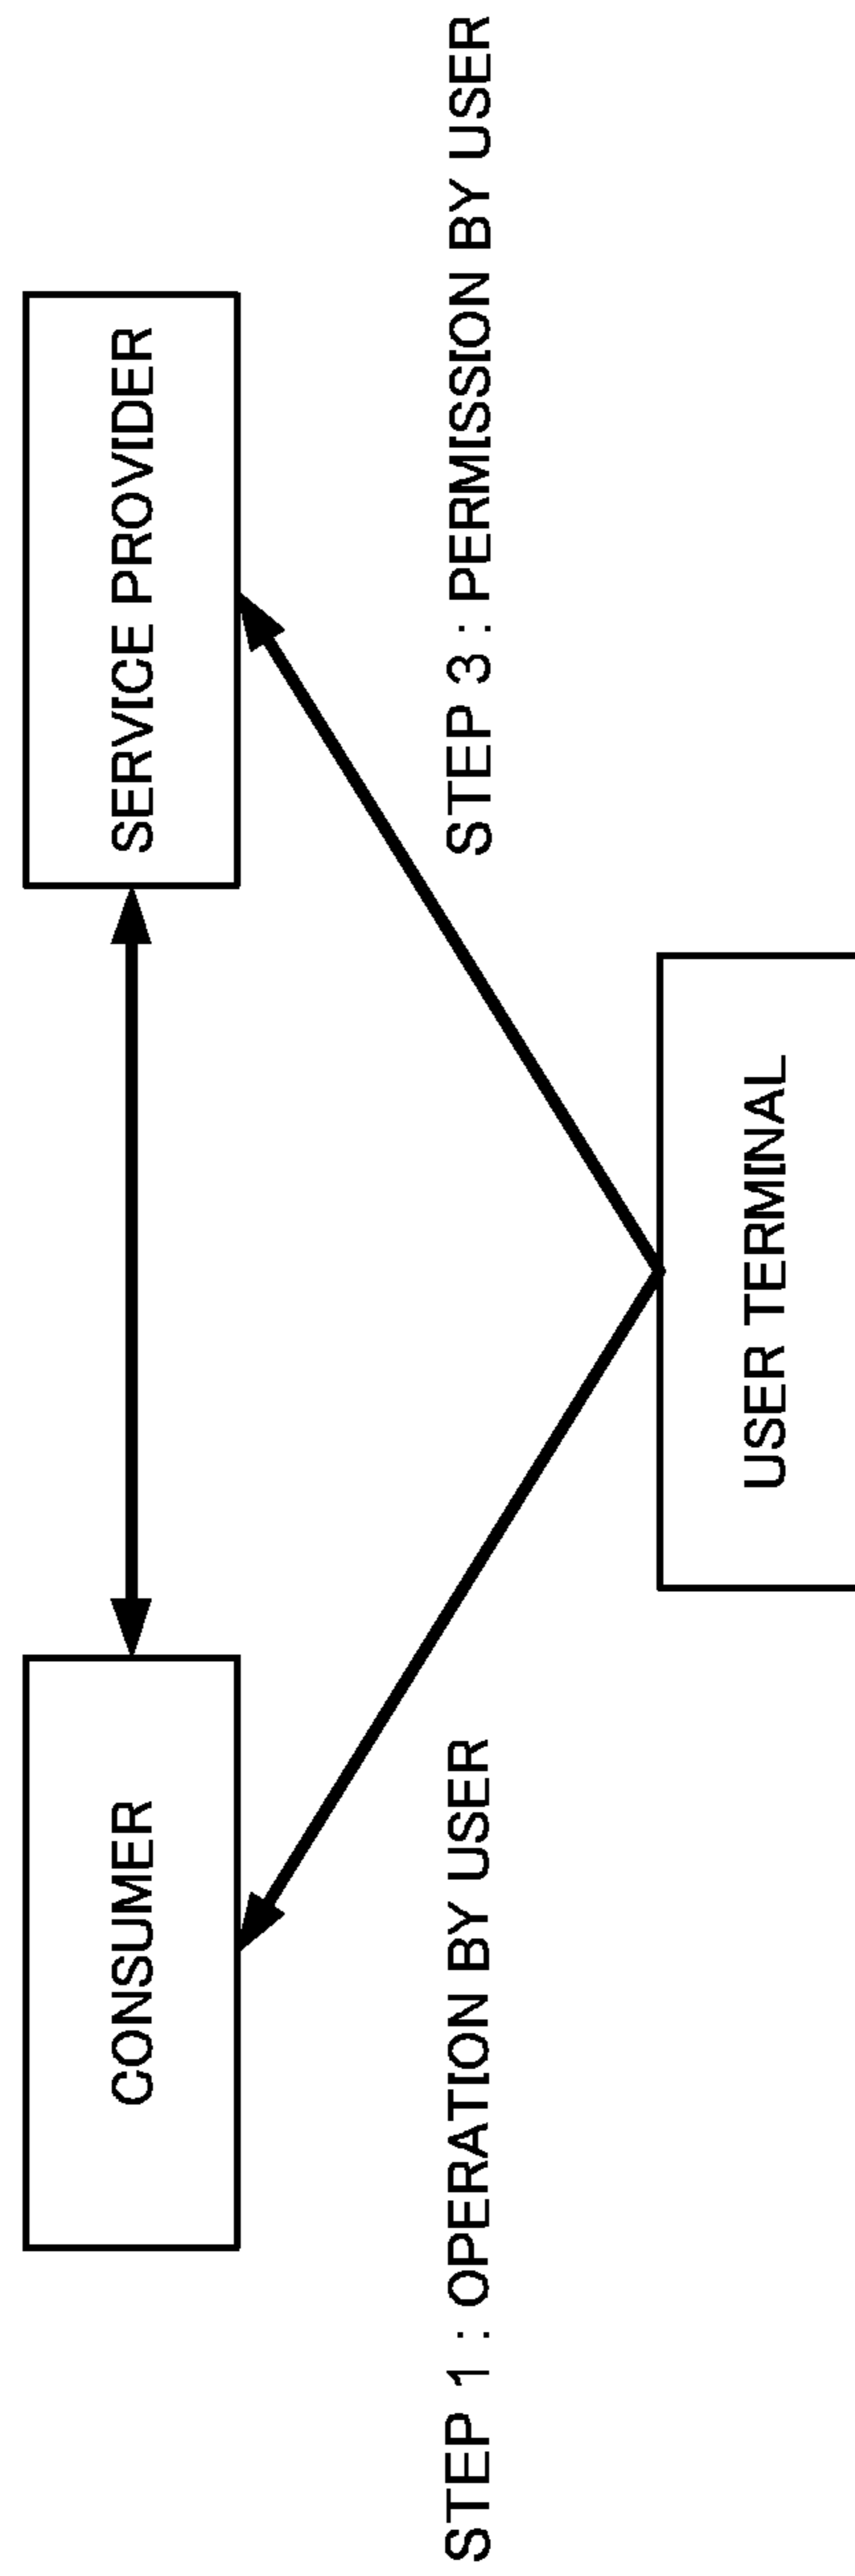 CONSUMER
SERVICE PROVIDER
STEP 1 : OPERATION BY USER
STEP 3 : PERMISSION BY USER
USER TERMINAL